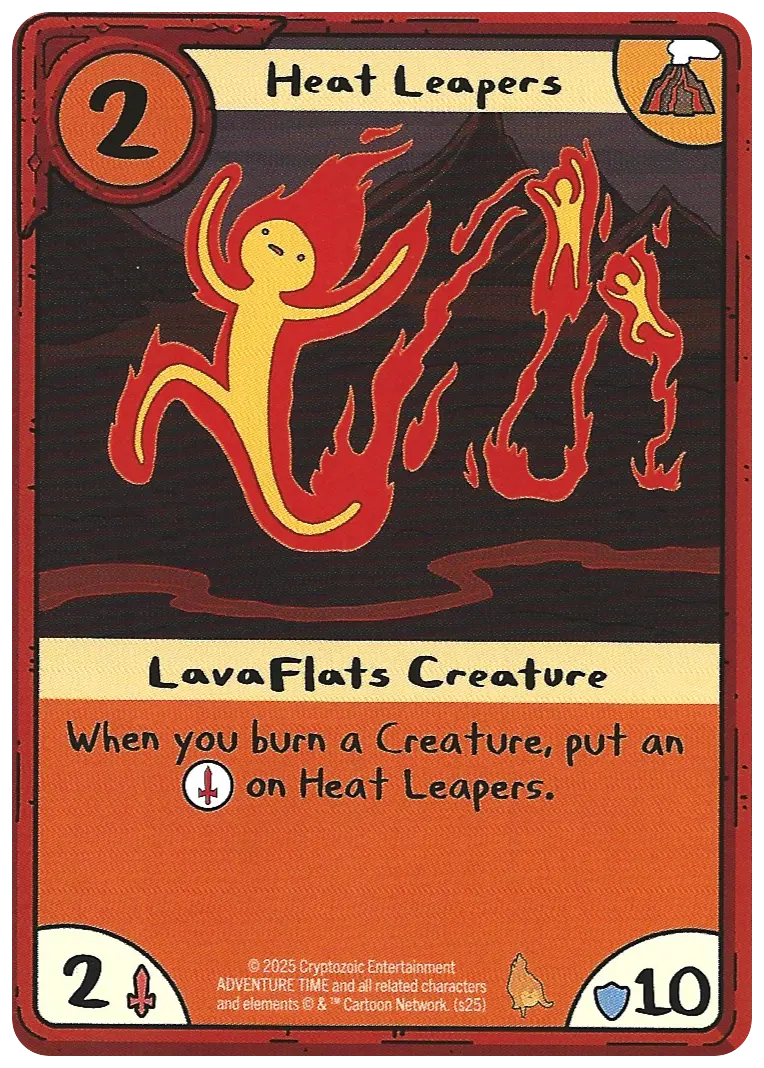 2
Heat Leapers
LavaFlats Creature
When you burn a Creature, put an
on Heat Leapers.
2
© 2025 Cryptozoic Entertainment
ADVENTURE TIME and all related characters
and elements © & ™ Cartoon Network. (s25)
10